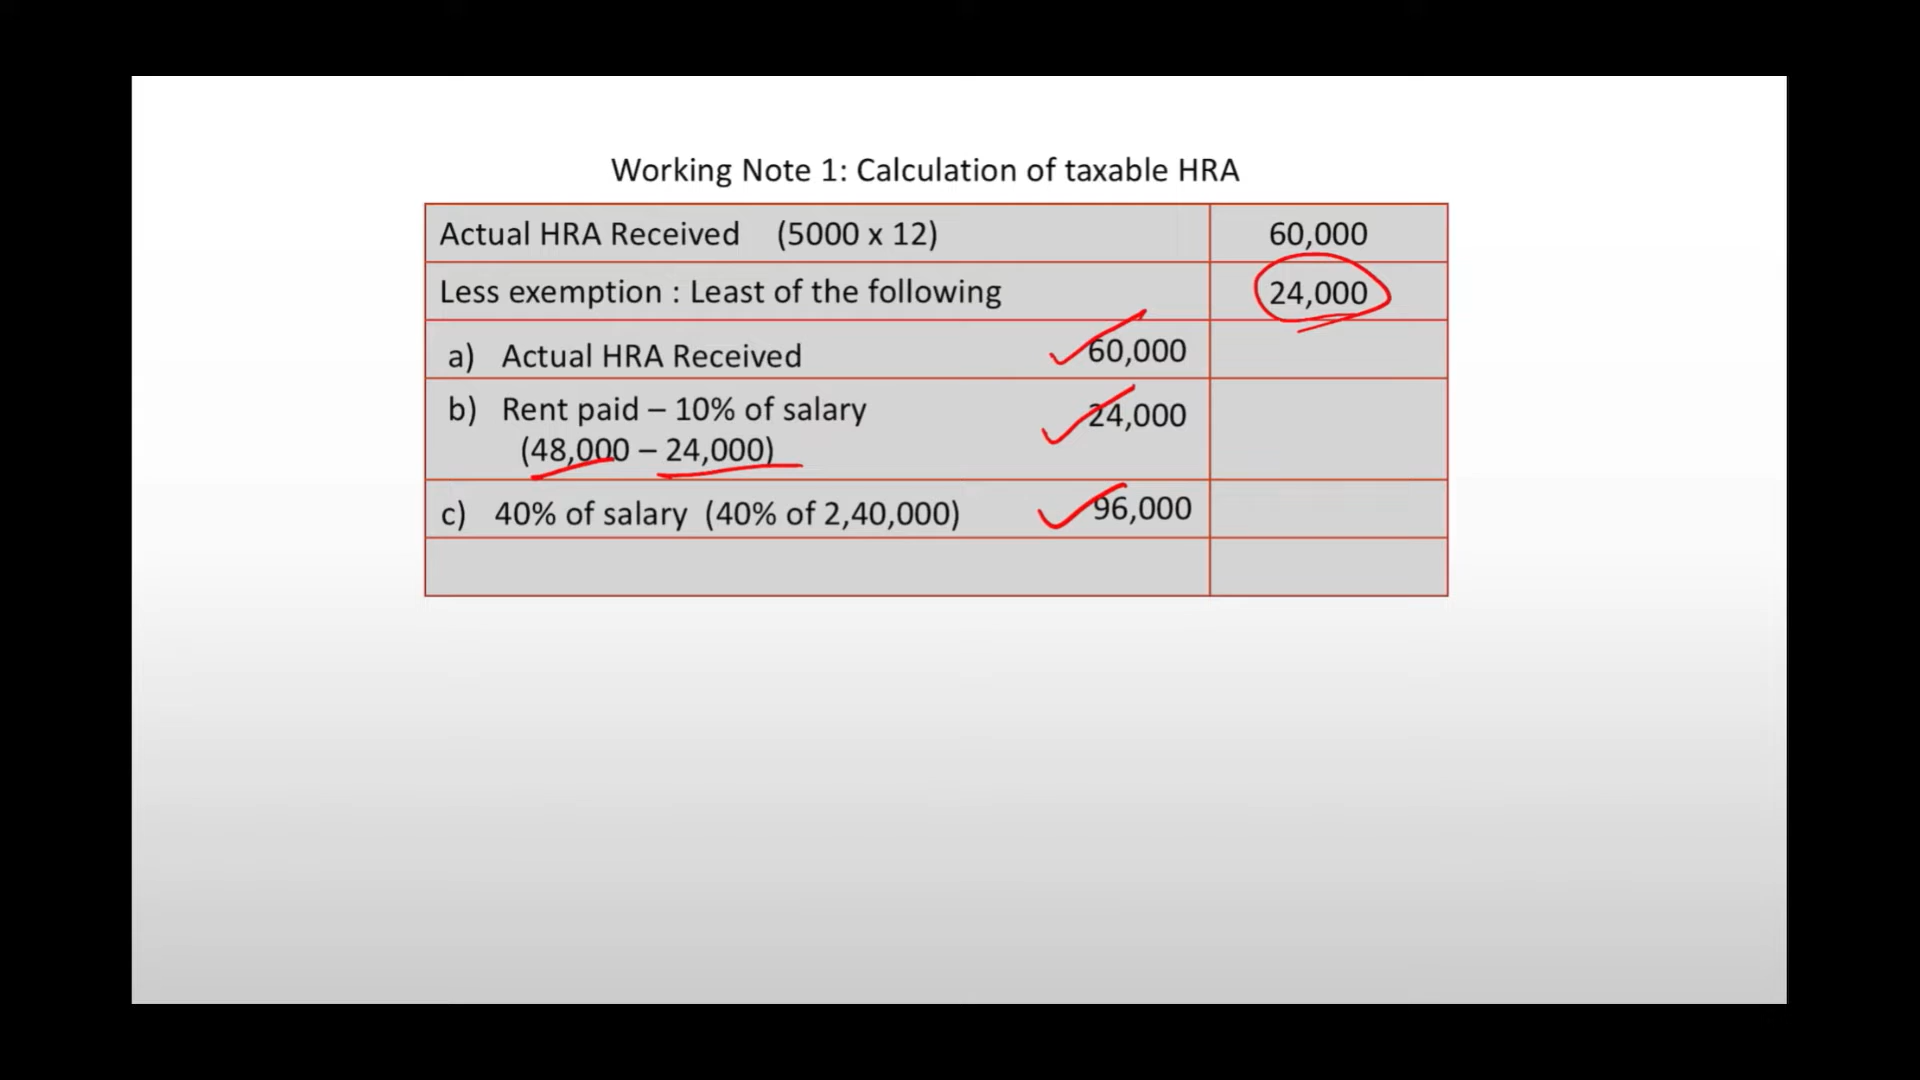 Working Note 1: Calculation of taxable HRA
Actual HRA Received (5000 x 12) 60,000
Less exemption : Least of the following 24,000
a) Actual HRA Received 60,000
b) Rent paid – 10% of salary 24,000
(48,000 – 24,000)
c) 40% of salary (40% of 2,40,000) 96,000